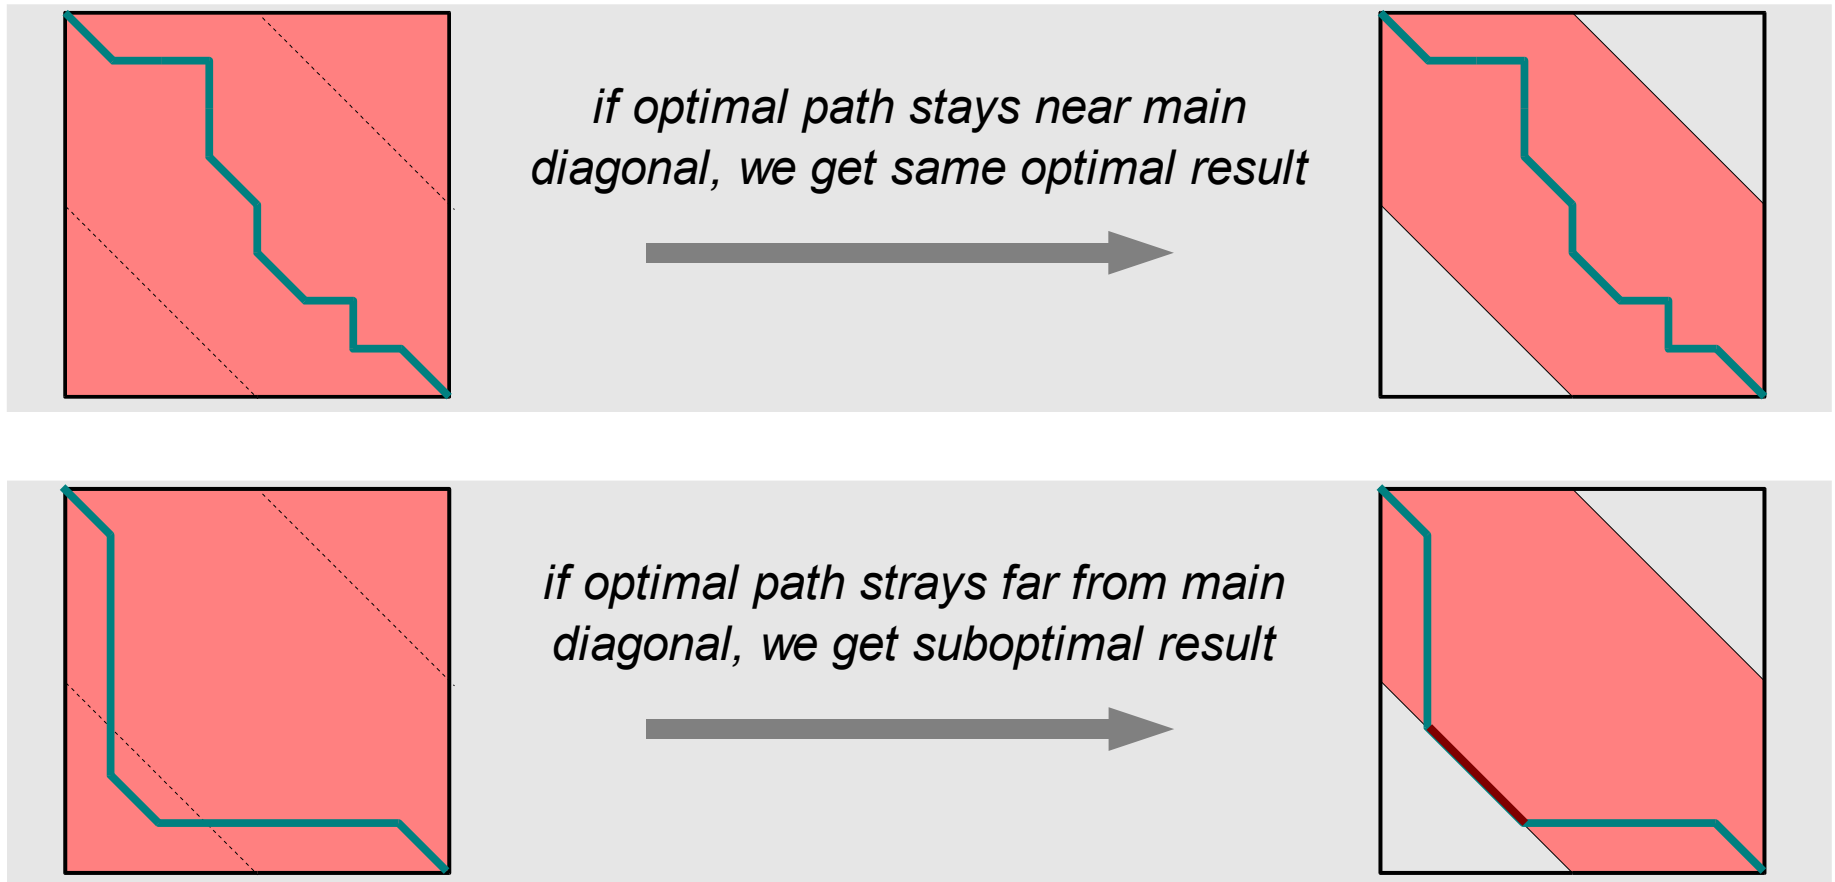 if optimal path stays near main
diagonal, we get same optimal result
if optimal path strays far from main
diagonal, we get suboptimal result